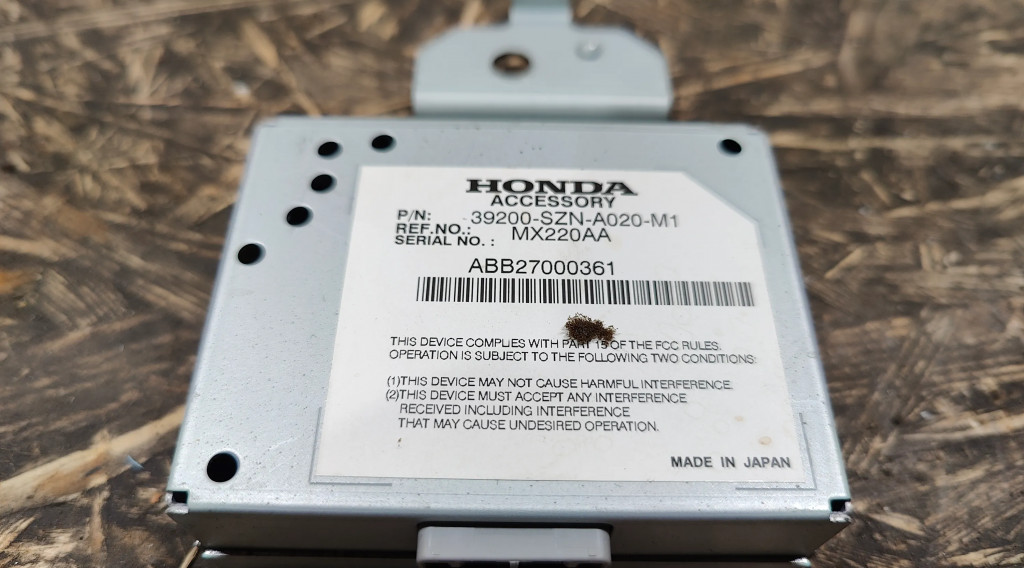 HONDA
ACCESSORY
P/N: 39200-SZN-A020-M1
REF.NO.: MX220AA
SERIAL NO. :
ABB27000361
THIS DEVICE COMPLIES WITH PART 15 OF THE FCC RULES.
OPERATION IS SUBJECT TO THE FOLLOWING TWO CONDITIONS:
(1)THIS DEVICE MAY NOT CAUSE HARMFUL INTERFERENCE.
(2)THIS DEVICE MUST ACCEPT ANY INTERFERENCE
RECEIVED INCLUDING INTERFERENCE
THAT MAY CAUSE UNDESIRED OPERATION.
MADE IN JAPAN